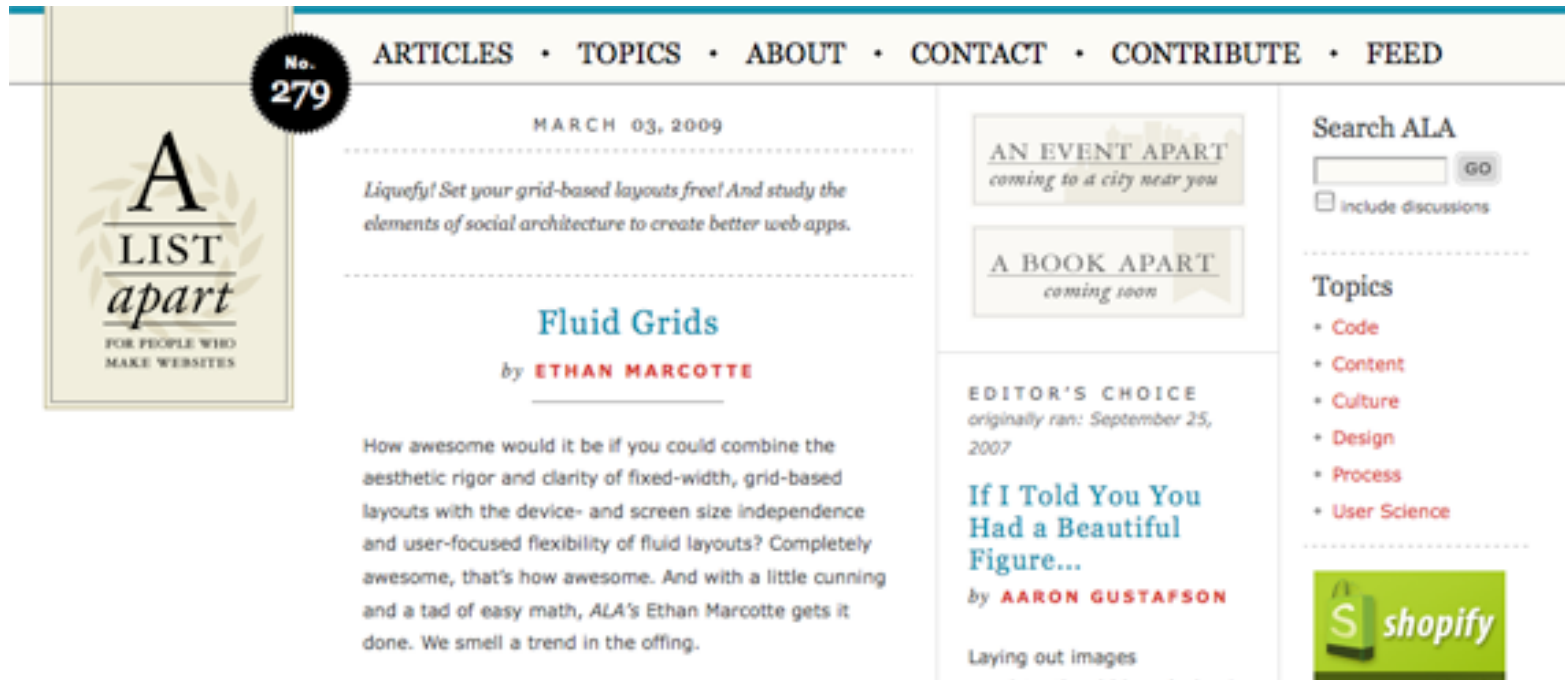 ARTICLES • TOPICS • ABOUT • CONTACT • CONTRIBUTE • FEED
No.
279
A
LIST
apart
FOR PEOPLE WHO
MAKE WEBSITES
MARCH 03, 2009
Liquefy! Set your grid-based layouts free! And study the
elements of social architecture to create better web apps.
Fluid Grids
by ETHAN MARCOTTE
How awesome would it be if you could combine the
aesthetic rigor and clarity of fixed-width, grid-based
layouts with the device- and screen size independence
and user-focused flexibility of fluid layouts? Completely
awesome, that's how awesome. And with a little cunning
and a tad of easy math, ALA's Ethan Marcotte gets it
done. We smell a trend in the offing.
AN EVENT APART
coming to a city near you
A BOOK APART
coming soon
EDITOR'S CHOICE
originally ran: September 25,
2007
If I Told You You
Had a Beautiful
Figure...
by AARON GUSTAFSON
Laying out images
Search ALA
GO
include discussions
Topics
• Code
• Content
• Culture
• Design
• Process
• User Science
shopify